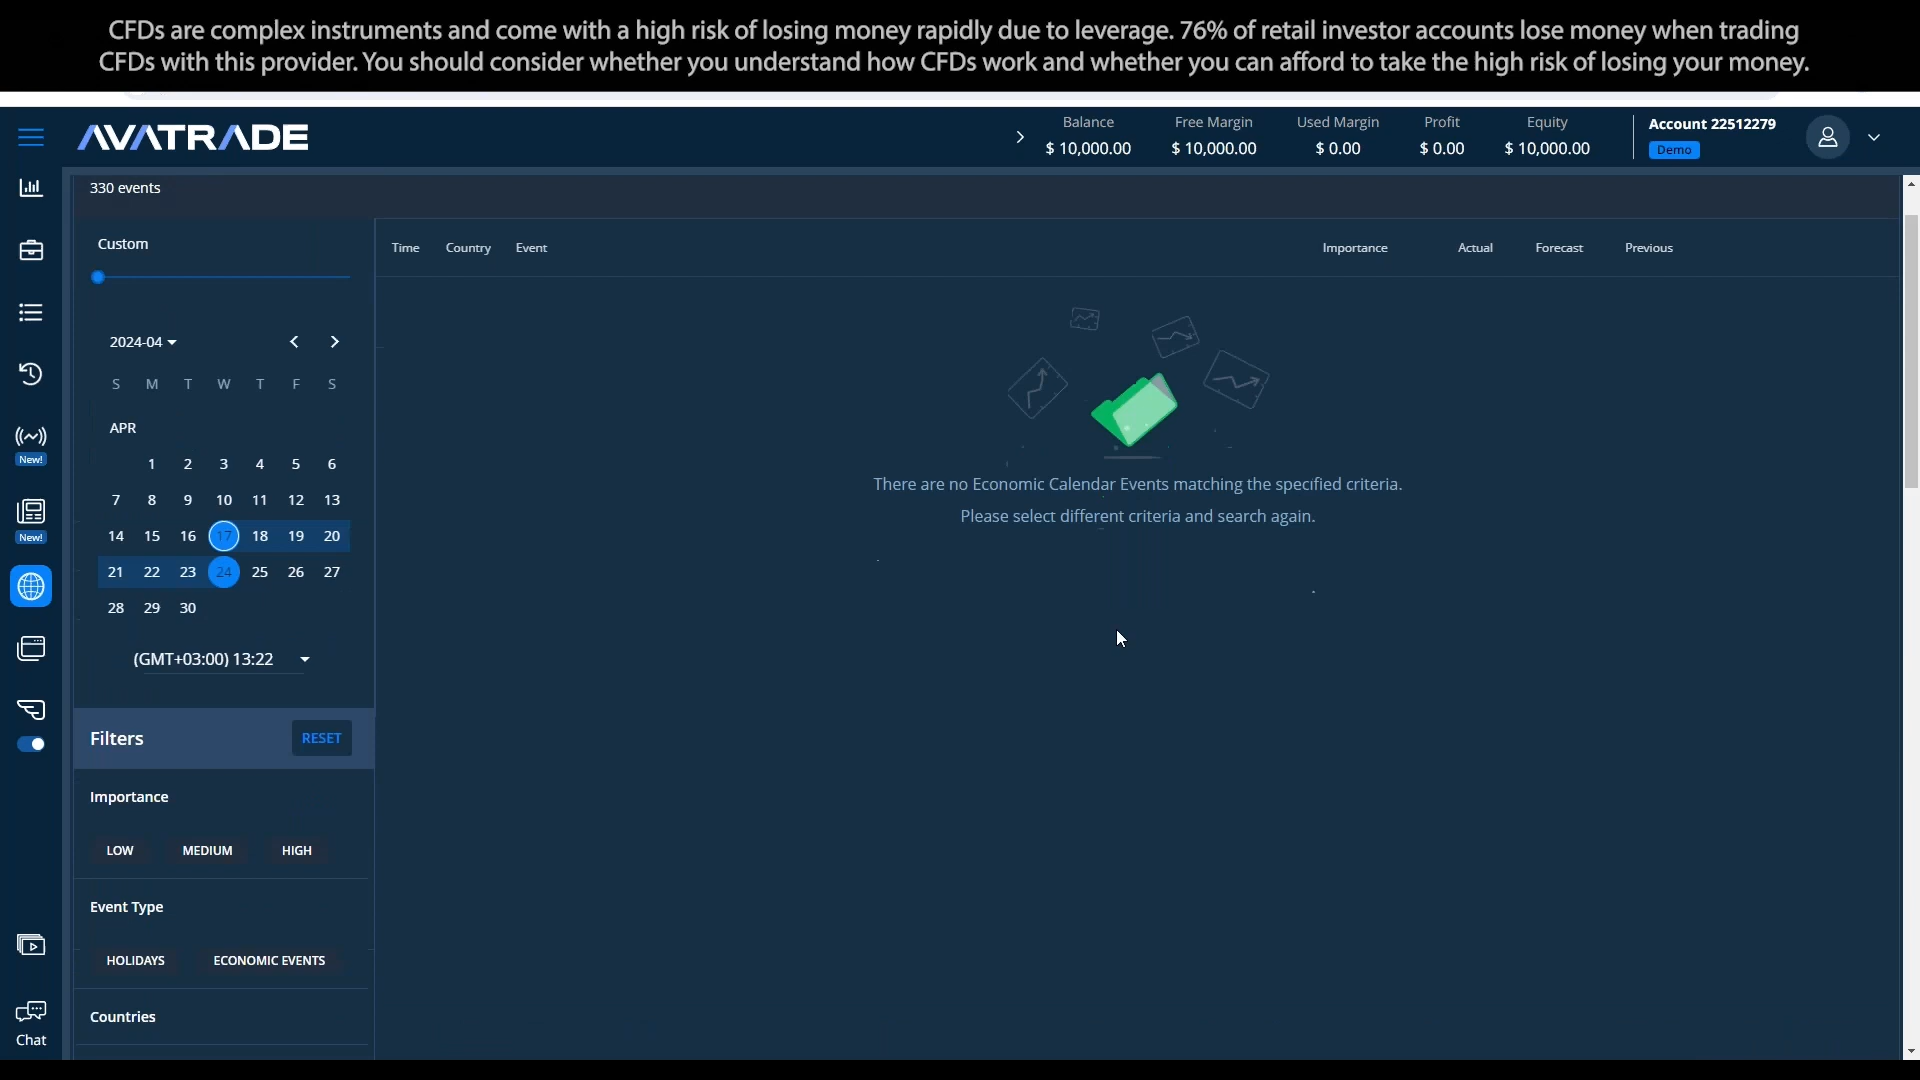 CFDs are complex instruments and come with a high risk of losing money rapidly due to leverage. 76% of retail investor accounts lose money when trading
CFDs with this provider. You should consider whether you understand how CFDs work and whether you can afford to take the high risk of losing your money.
AVATRADE
Balance Free Margin Used Margin Profit Equity Account 22512279
$ 10,000.00 $ 10,000.00 $ 0.00 $ 0.00 $ 10,000.00 Demo
330 events
Custom
Time Country Event Importance Actual Forecast Previous
2024-04
S M T W T F S
APR
1 2 3 4 5 6
New!
7 8 9 10 11 12 13
There are no Economic Calendar Events matching the specified criteria.
Please select different criteria and search again.
14 15 16 17 18 19 20
New!
21 22 23 24 25 26 27
28 29 30
(GMT+03:00) 13:22
Filters RESET
Importance
LOW MEDIUM HIGH
Event Type
HOLIDAYS ECONOMIC EVENTS
Countries
Chat